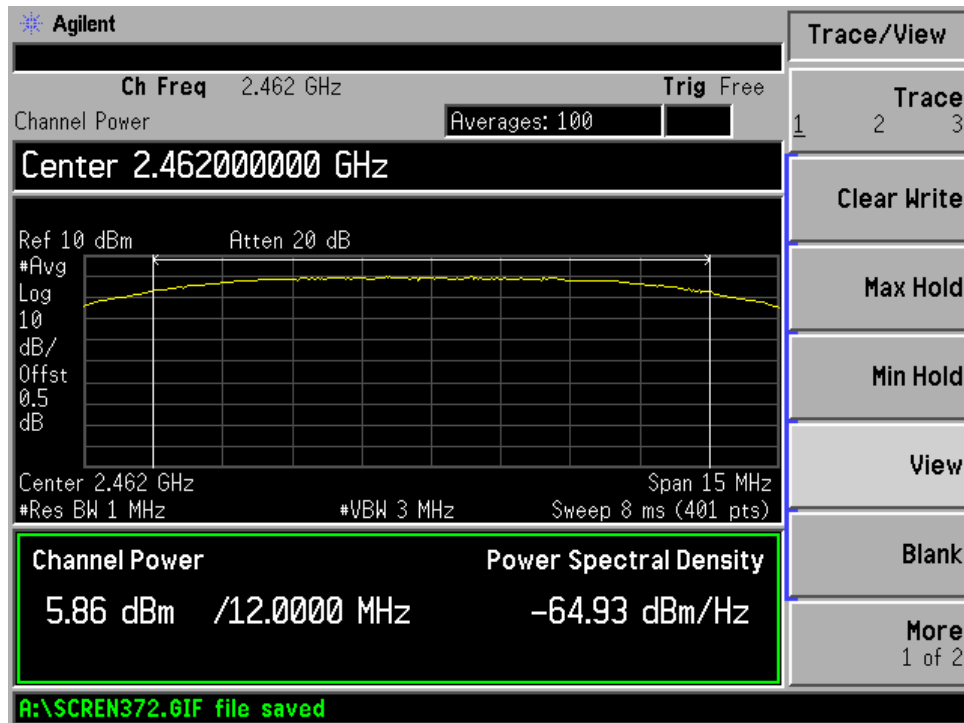 Agilent
Ch Freq 2.462 GHz Trig Free
Channel Power Averages: 100
Center 2.462000000 GHz
Ref 10 dBm Atten 20 dB
#Avg
Log
10
dB/
Offst
0.5
dB
Center 2.462 GHz Span 15 MHz
#Res BW 1 MHz #VBW 3 MHz Sweep 8 ms (401 pts)
Channel Power Power Spectral Density
5.86 dBm /12.0000 MHz -64.93 dBm/Hz
A:\SCREN372.GIF file saved
Trace/View
Trace
1 2 3
Clear Write
Max Hold
Min Hold
View
Blank
More
1 of 2